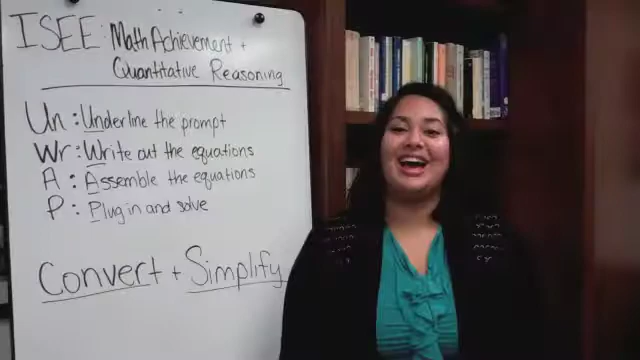 ISEE: Math Achievement +
Quantitative Reasoning
Un: Underline the prompt
Wr: Write out the equations
A: Assemble the equations
P: Plug in and solve
Convert + Simplify